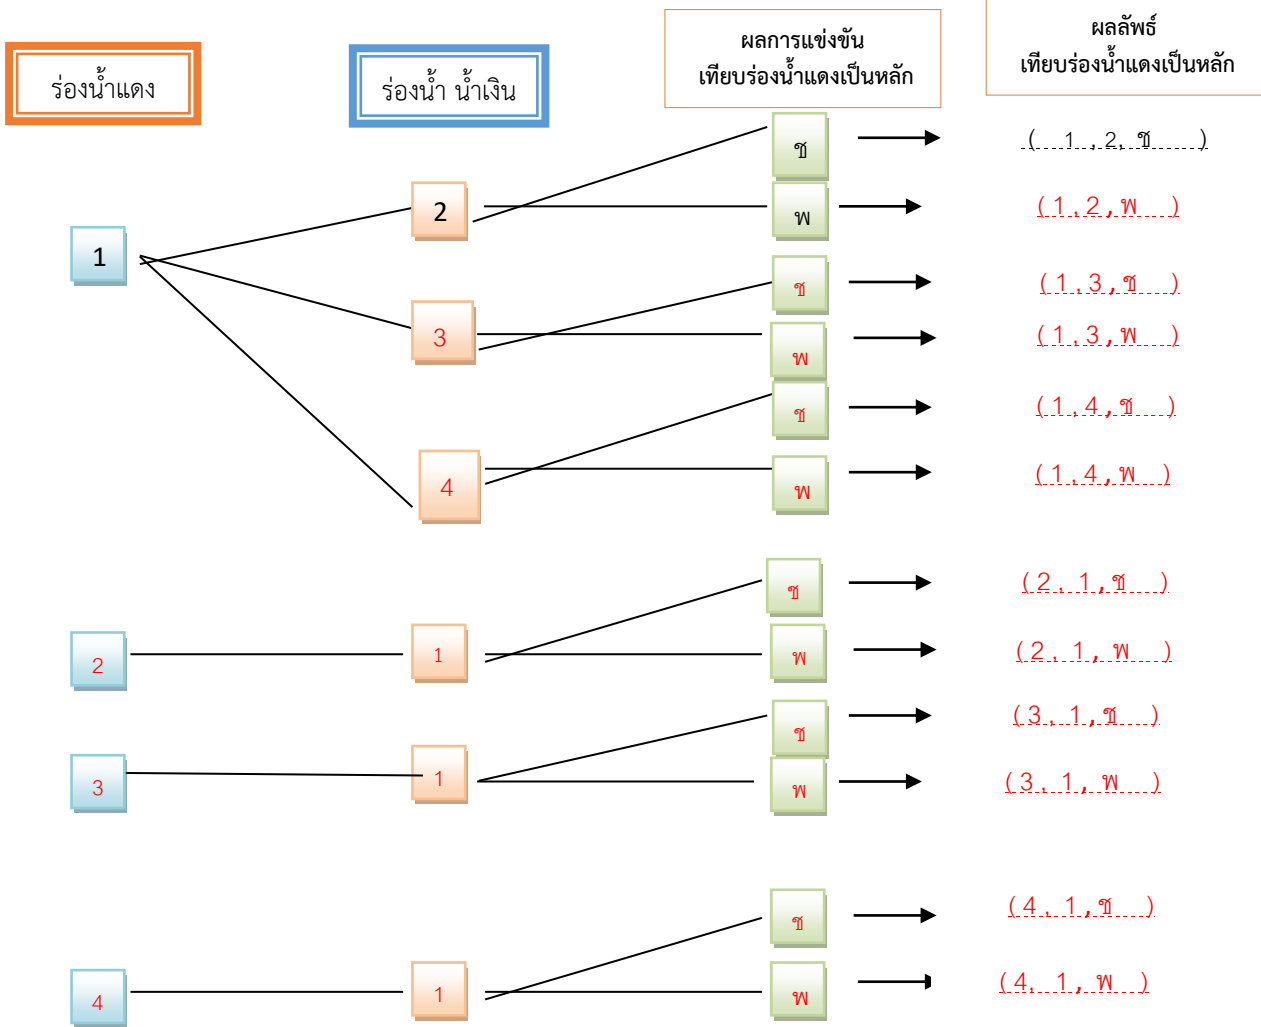 ร่องน้ำแดง
ร่องน้ำ น้ำเงิน
ผลการแข่งขัน
เทียบร่องน้ำแดงเป็นหลัก
ผลลัพธ์
เทียบร่องน้ำแดงเป็นหลัก
ช
( 1 ,2, ช )
2
พ
(1,2,พ )
1
ช
(1,3,ช )
3
พ
(1,3,พ )
ช
(1,4,ช )
4
พ
(1,4,พ )
ช
(2, 1,ช )
2
1
พ
(2, 1, พ )
ช
(3, 1,ช )
3
1
พ
(3, 1, พ )
ช
(4, 1,ช )
4
1
พ
(4, 1, พ )